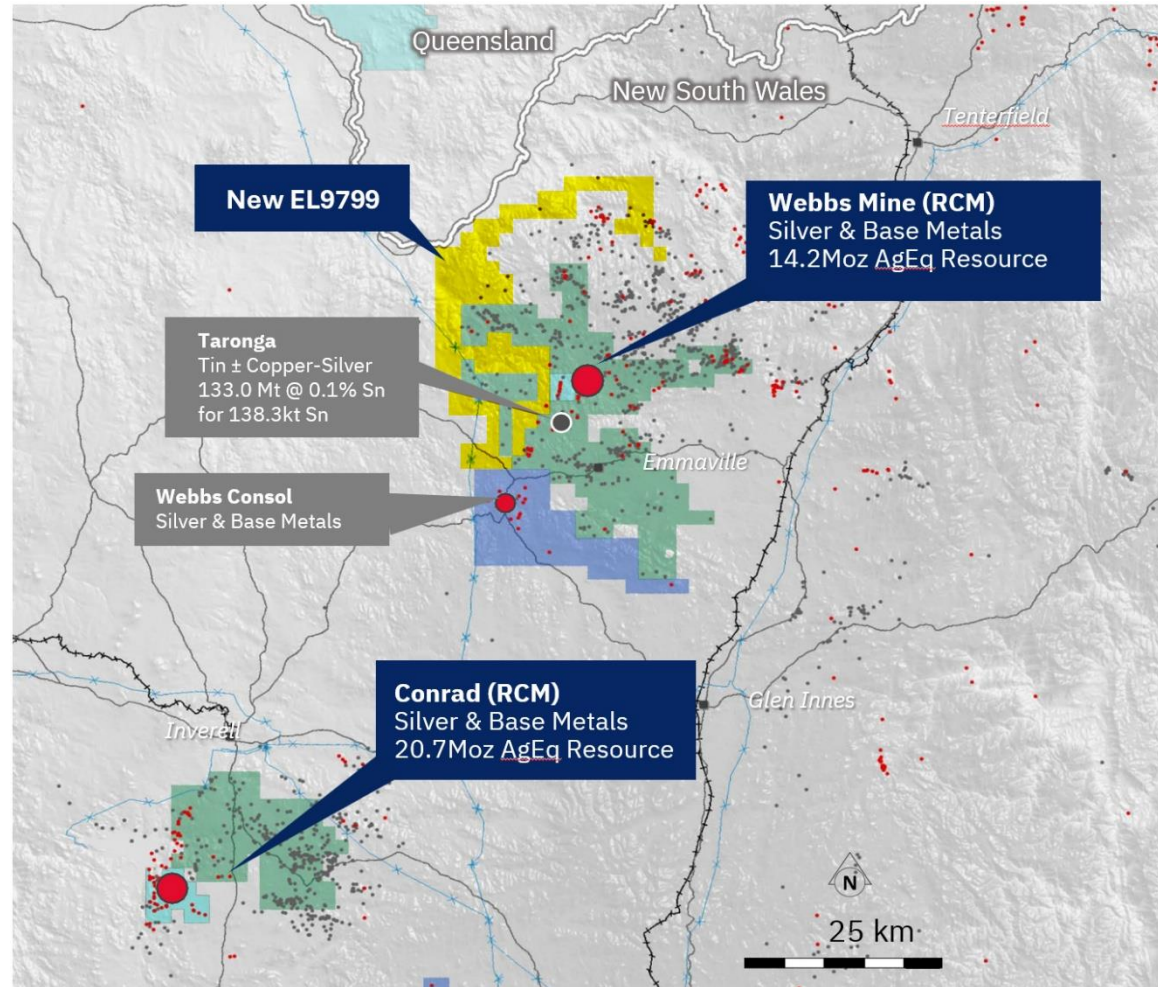 Queensland
New South Wales
Tenterfield
New EL9799
Webbs Mine (RCM)
Silver & Base Metals
14.2Moz AgEq Resource
Taronga
Tin ± Copper-Silver
133.0 Mt @ 0.1% Sn
for 138.3kt Sn
Emmaville
Webbs Consol
Silver & Base Metals
Conrad (RCM)
Silver & Base Metals
20.7Moz AgEq Resource
Glen Innes
Inverell
N
25 km